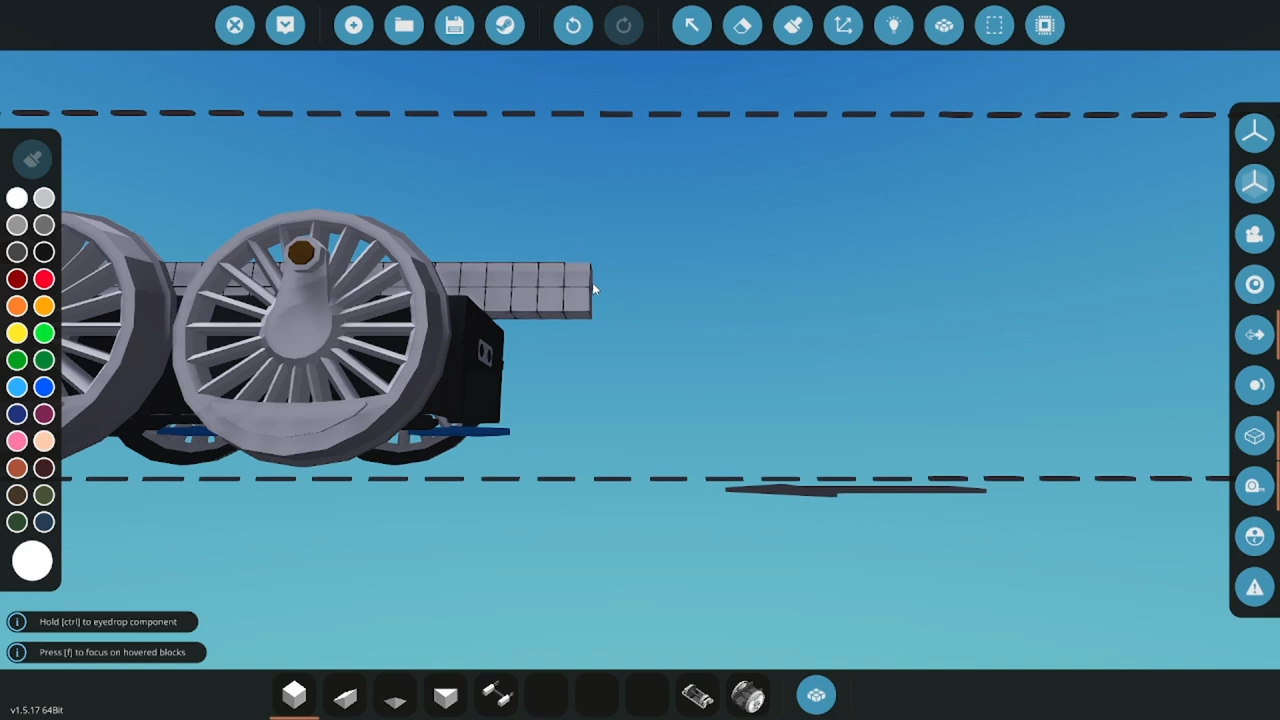 Hold [ctrl] to eyedrop component
Press [f] to focus on hovered blocks
v1.5.17 64Bit